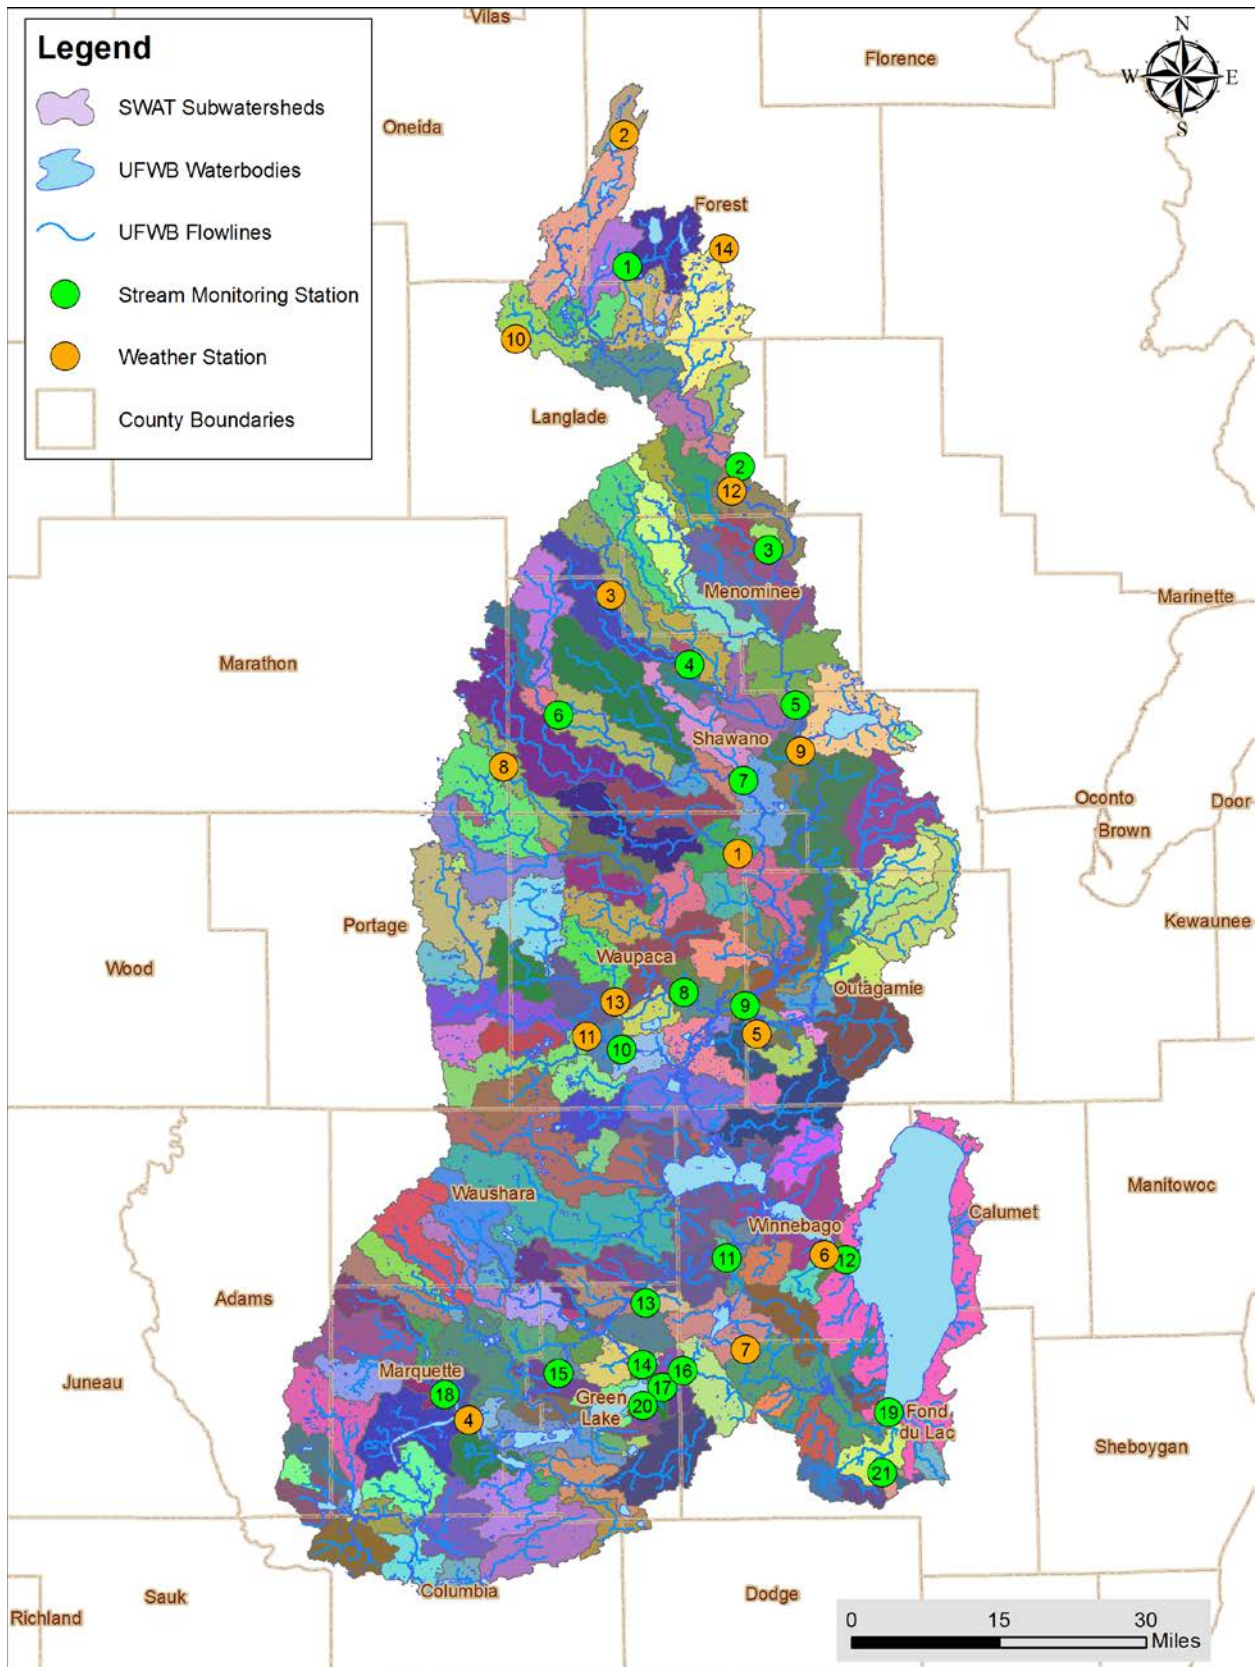 Vilas
Legend
N
W
E
S
Florence
SWAT Subwatersheds
Oneida
2
UFWB Waterbodies
Forest
UFWB Flowlines
14
1
Stream Monitoring Station
10
Weather Station
Langlade
County Boundaries
2
12
3
Menominee
3
Marinette
Marathon
4
5
6
Shawano
9
8
7
Oconto
Door
Brown
1
Portage
Kewaunee
Waupaca
Wood
Outagamie
8
13
9
5
11
10
Waushara
Manitowoc
Calumet
Winnebago
6
12
11
Adams
13
7
Juneau
Marquette
14
16
15
17
18
Green
Lake
20
4
19
Fond
du Lac
Sheboygan
21
Columbia
Sauk
Dodge
Richland
0
15
30
Miles